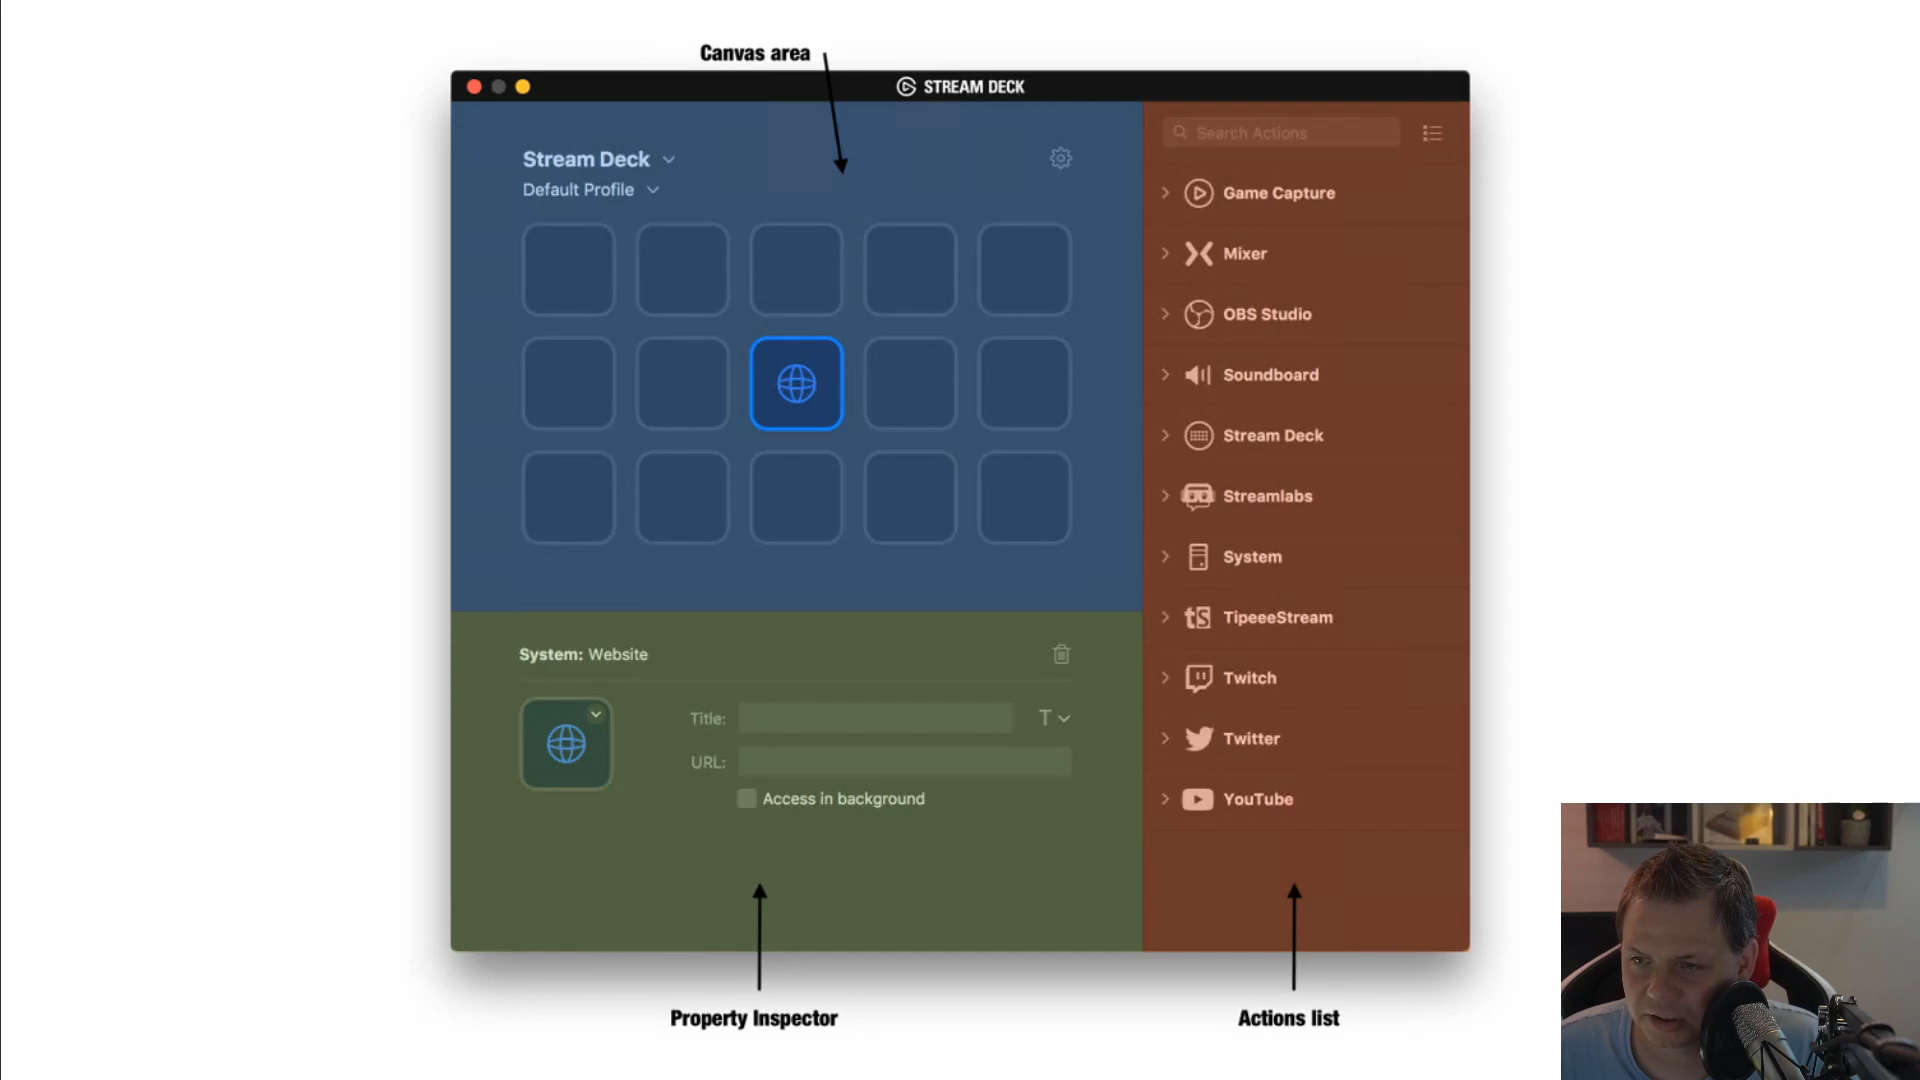 Canvas area
STREAM DECK
Stream Deck
Default Profile
Search Actions
Game Capture
Mixer
OBS Studio
Soundboard
Stream Deck
Streamlabs
System
TipeeeStream
Twitch
Twitter
YouTube
System: Website
Title:
T
URL:
Access in background
Property Inspector
Actions list